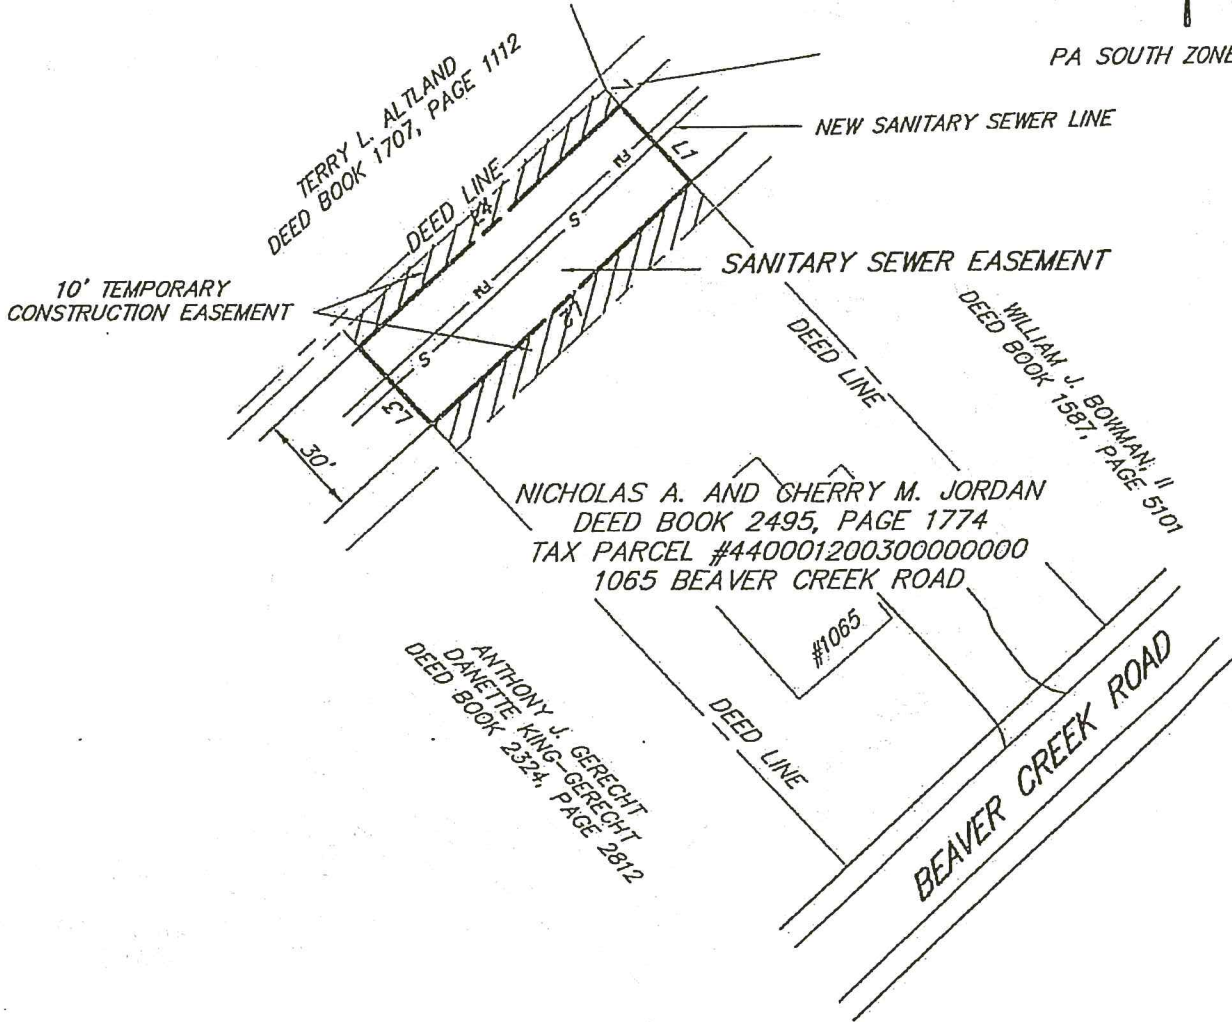 PA SOUTH ZONE
TERRY L. ALTLAND
DEED BOOK 1707, PAGE 1112
NEW SANITARY SEWER LINE
L1
FM
DEED LINE
L4
S
SANITARY SEWER EASEMENT
10' TEMPORARY
CONSTRUCTION EASEMENT
FM
L2
S
L3
30'
DEED LINE
WILLIAM J. BOWMAN, II
DEED BOOK 1587, PAGE 5101
NICHOLAS A. AND CHERRY M. JORDAN
DEED BOOK 2495, PAGE 1774
TAX PARCEL #440001200300000000
1065 BEAVER CREEK ROAD
#1065
ANTHONY J. GERECHT
DANETTE KING-GERECHT
DEED BOOK 2324, PAGE 2812
DEED LINE
BEAVER CREEK ROAD